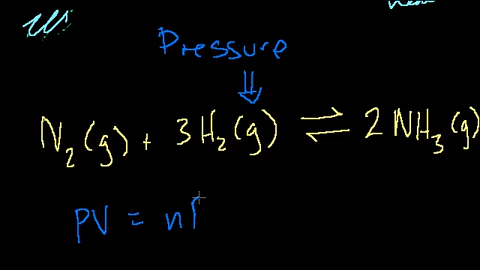 Pressure
N₂(g) + 3H₂(g) ⇌ 2NH₃(g)
PV = n